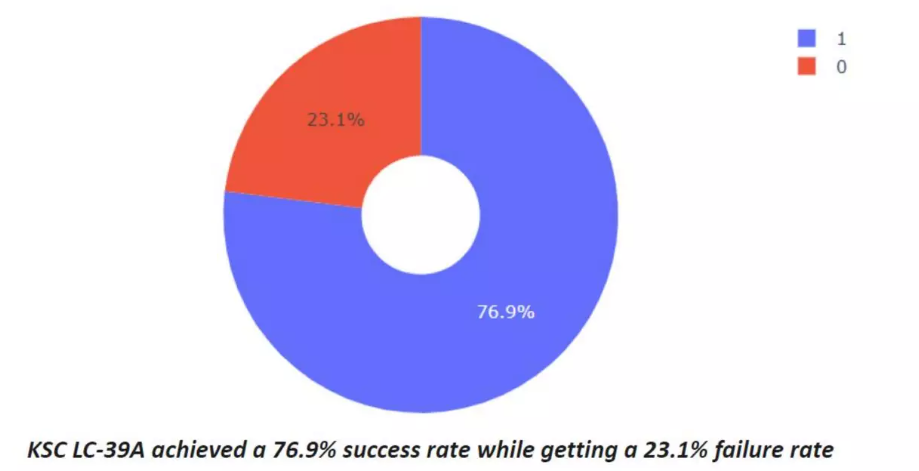 1
0
23.1%
76.9%
KSC LC-39A achieved a 76.9% success rate while getting a 23.1% failure rate